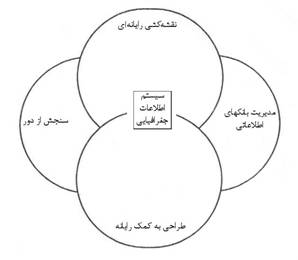 نقشه‌کشی رایانه‌ای
سیستم
اطلاعات
جغرافیایی
مدیریت بانکهای
اطلاعاتی
سنجش از دور
طراحی به کمک رایانه